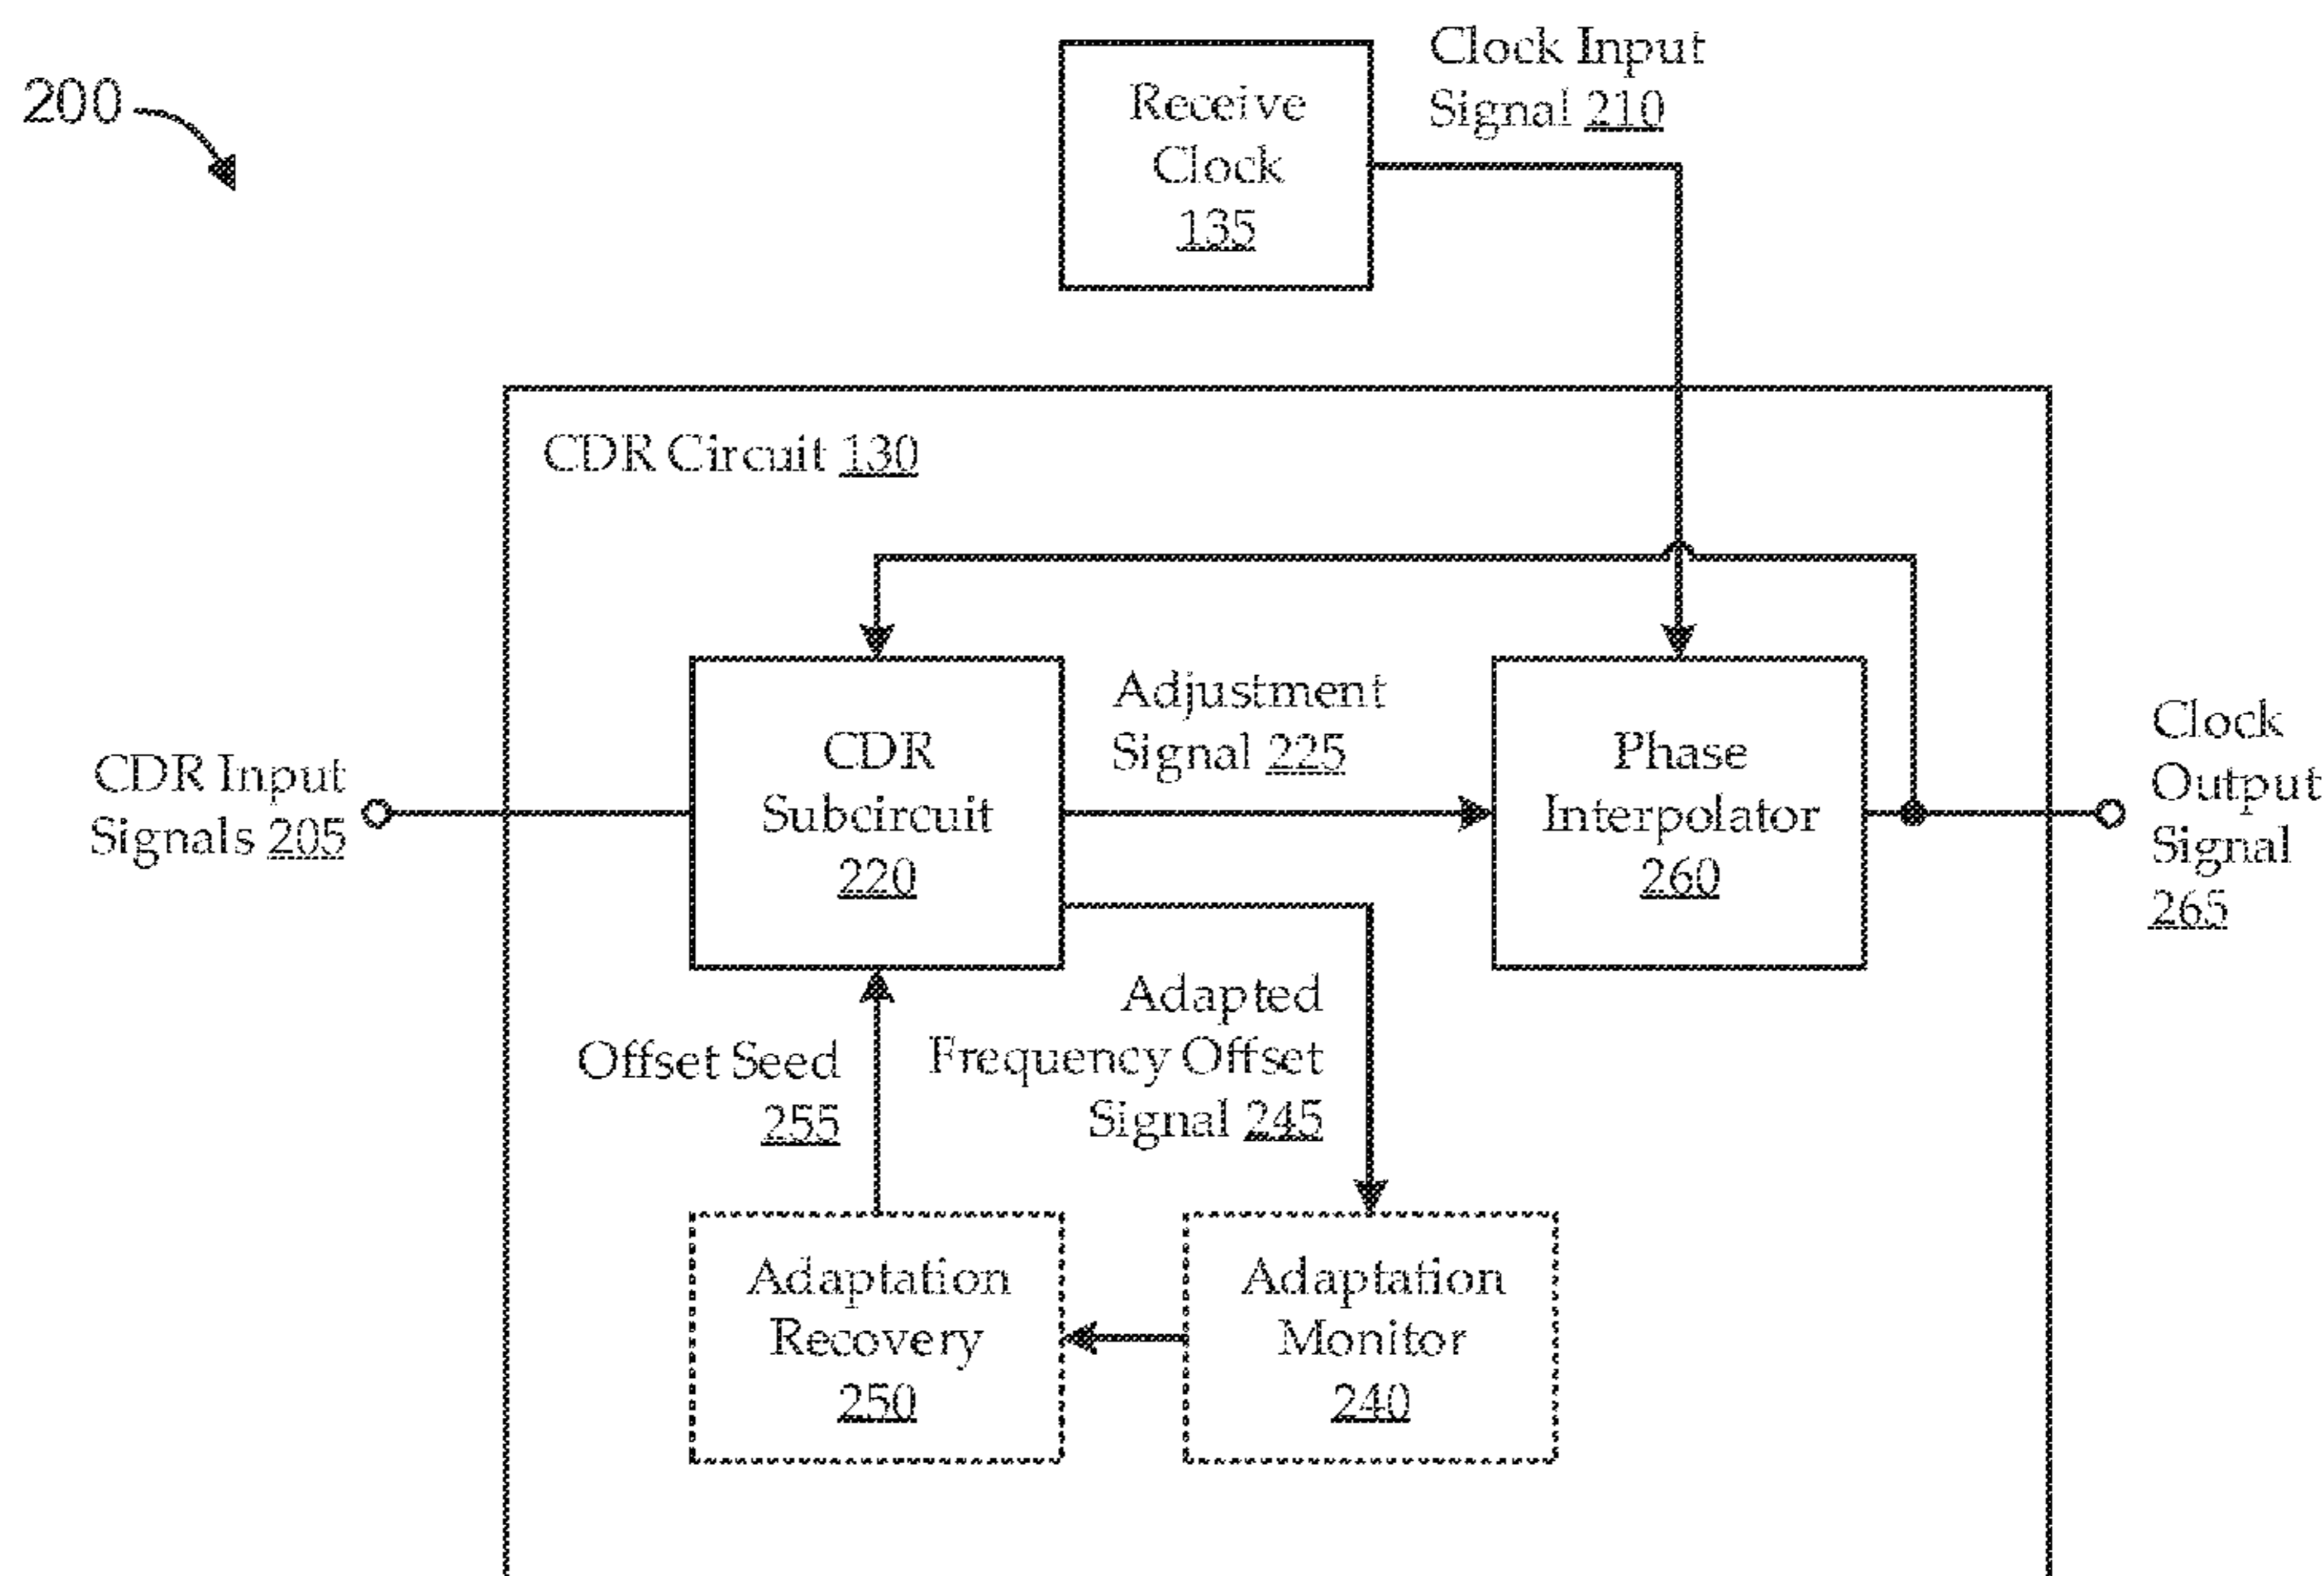 200
Receive
Clock
135
Clock Input
Signal 210
CDR Circuit 130
CDR Input
Signals 205
CDR
Subcircuit
220
Adjustment
Signal 225
Phase
Interpolator
260
Clock
Output
Signal
265
Offset Seed
255
Adapted
Frequency Offset
Signal 245
Adaptation
Recovery
250
Adaptation
Monitor
240